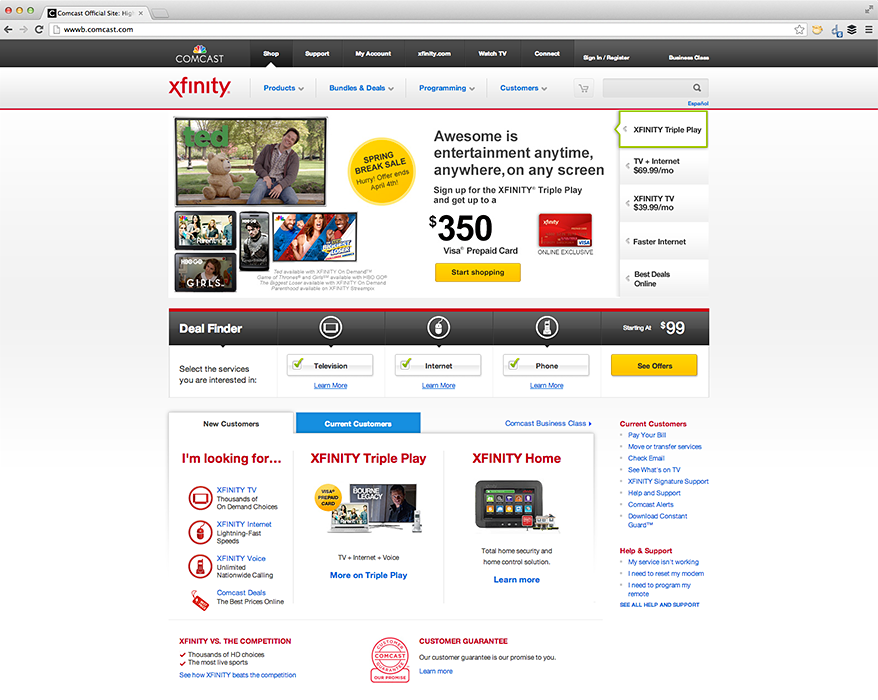 Comcast Official Site: Hig
wwwb.comcast.com
COMCAST
Shop
Support
My Account
xfinity.com
Watch TV
Connect
Sign In / Register
Business Class
xfinity.
Products
Bundles & Deals
Programming
Customers
Español
ted
SPRING
BREAK SALE
Hurry! Offer ends
April 4th!
Awesome is
entertainment anytime,
anywhere, on any screen
Sign up for the XFINITY® Triple Play
and get up to a
$350
Visa® Prepaid Card
Start shopping
xfinity
VISA
ONLINE EXCLUSIVE
XFINITY Triple Play
TV + Internet
$69.99/mo
XFINITY TV
$39.99/mo
Faster Internet
Best Deals
Online
Parenthood
HBO GO
BIGGEST
LOSER
HBO GO
GIRLS
Ted available with XFINITY On Demand™
Game of Thrones® and Girls℠ available with HBO GO®
The Biggest Loser available with XFINITY On Demand
Parenthood available on XFINITY Streampix
Deal Finder
Starting At $99
Select the services
you are interested in:
Television
Learn More
Internet
Learn More
Phone
Learn More
See Offers
New Customers
Current Customers
Comcast Business Class
I'm looking for...
XFINITY TV
Thousands of
On Demand Choices
XFINITY Internet
Lightning-Fast
Speeds
XFINITY Voice
Unlimited
Nationwide Calling
Comcast Deals
The Best Prices Online
XFINITY Triple Play
VISA®
PREPAID
CARD
THE
BOURNE
LEGACY
TV + Internet + Voice
More on Triple Play
XFINITY Home
Total home security and
home control solution.
Learn more
Current Customers
Pay Your Bill
Move or transfer services
Check Email
See What's on TV
XFINITY Signature Support
Help and Support
Comcast Alerts
Download Constant
Guard™
Help & Support
My service isn't working
I need to reset my modem
I need to program my
remote
SEE ALL HELP AND SUPPORT
XFINITY VS. THE COMPETITION
Thousands of HD choices
The most live sports
See how XFINITY beats the competition
CUSTOMER
COMCAST
GUARANTEE
OUR PROMISE
CUSTOMER GUARANTEE
Our customer guarantee is our promise to you.
Learn more